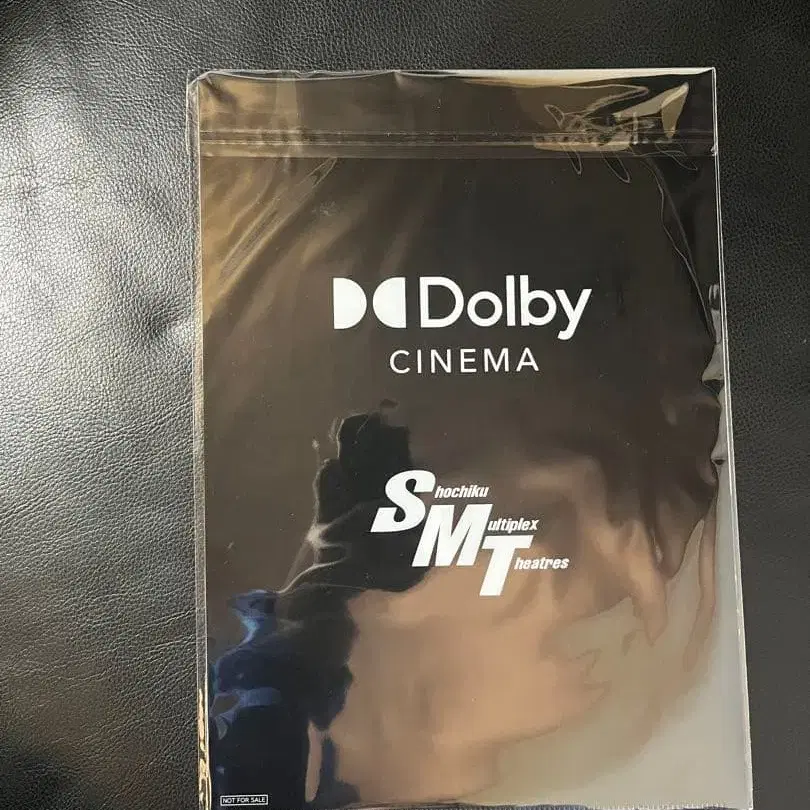 Dolby
CINEMA
Shochiku
Multiplex
Theatres
NOT FOR SALE